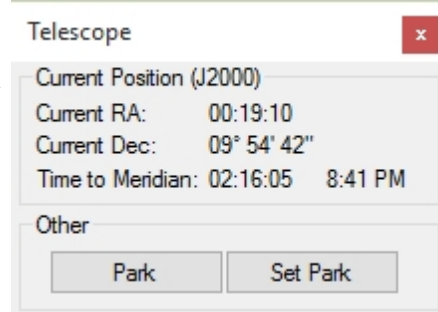 Telescope x
Current Position (J2000)
Current RA: 00:19:10
Current Dec: 09° 54' 42"
Time to Meridian: 02:16:05 8:41 PM
Other
Park Set Park